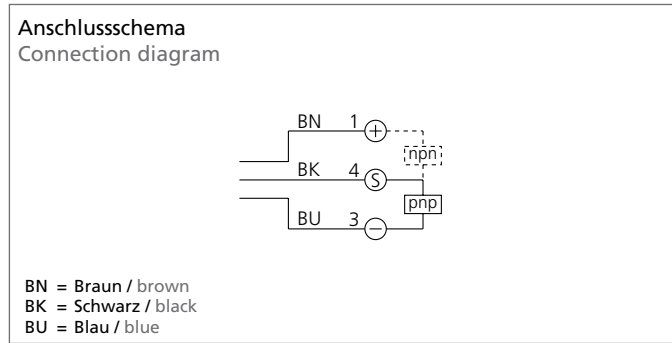 Anschlussschema
Connection diagram
BN 1 +
npn
BK 4 S
pnp
BU 3 −
BN = Braun / brown
BK = Schwarz / black
BU = Blau / blue